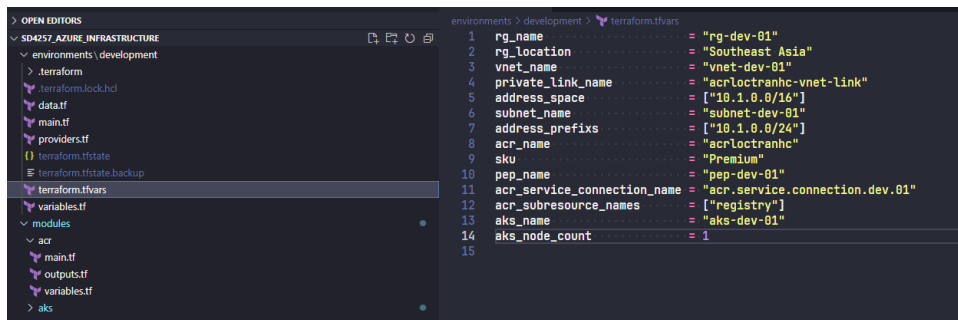 OPEN EDITORS
SD4257_AZURE_INFRASTRUCTURE
environments\development
.terraform
.terraform.lock.hcl
data.tf
main.tf
providers.tf
{} terraform.tfstate
terraform.tfstate.backup
terraform.tfvars
variables.tf
modules
acr
main.tf
outputs.tf
variables.tf
aks
environments > development > terraform.tfvars
1 rg_name = "rg-dev-01"
2 rg_location = "Southeast Asia"
3 vnet_name = "vnet-dev-01"
4 private_link_name = "acrloctranhc-vnet-link"
5 address_space = ["10.1.0.0/16"]
6 subnet_name = "subnet-dev-01"
7 address_prefixs = ["10.1.0.0/24"]
8 acr_name = "acrloctranhc"
9 sku = "Premium"
10 pep_name = "pep-dev-01"
11 acr_service_connection_name = "acr.service.connection.dev.01"
12 acr_subresource_names = ["registry"]
13 aks_name = "aks-dev-01"
14 aks_node_count = 1
15